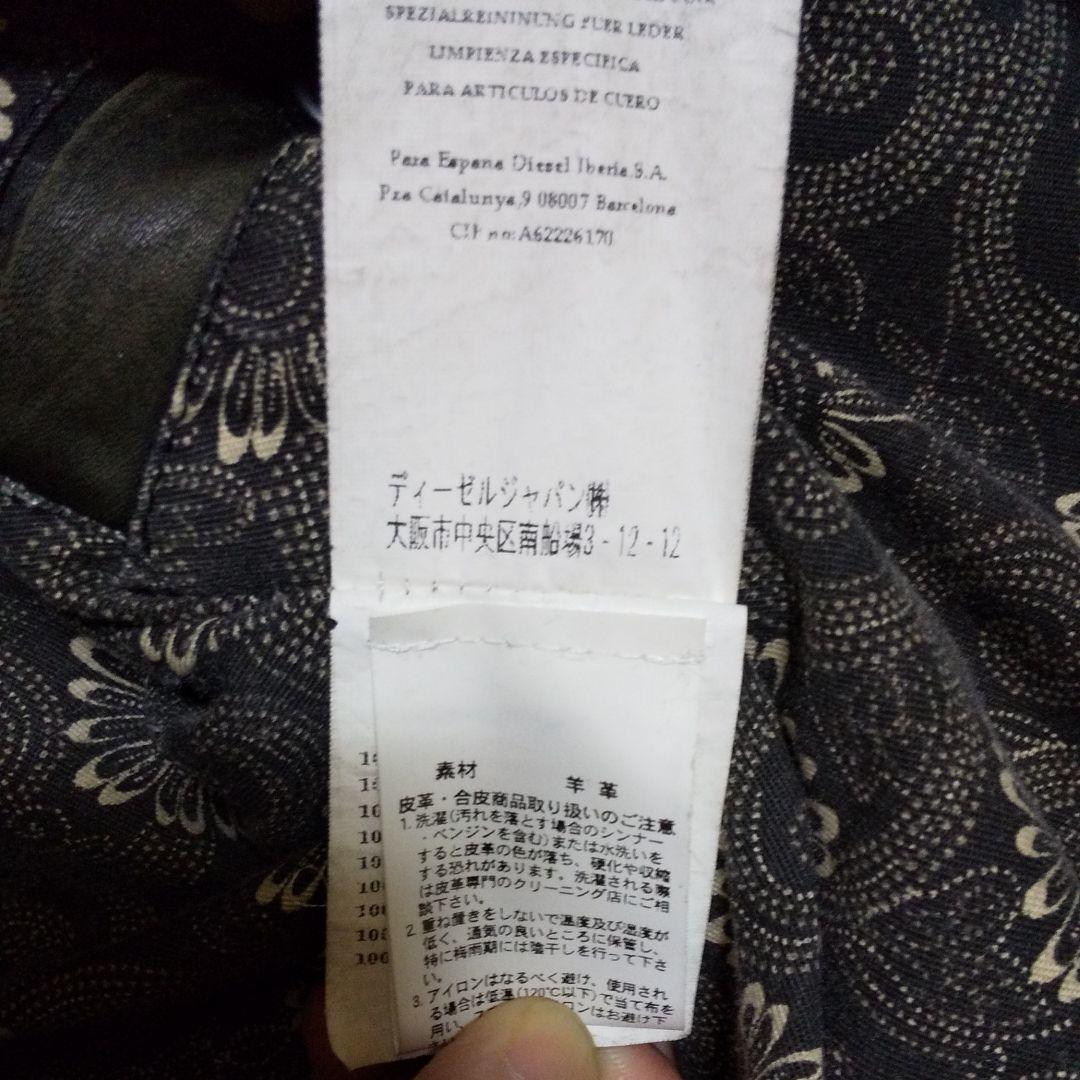 SPEZIALREININUNG FUER LEDER
LIMPIENZA ESPECIFICA
PARA ARTICULOS DE CUERO
Para Espana Diesel Iberia,S.A.
Pza Catalunya,9 08007 Barcelona
CIF no:A62226170
ディーゼルジャパン㈱
大阪市中央区南船場3-12-12
素材 羊革
皮革・合皮商品取り扱いのご注意
1. 洗濯(汚れを落とす場合のシンナー
・ベンジンを含む)または水洗いを
すると皮革の色が落ち、硬化や収縮
する恐れがあります。洗濯される際
は皮革専門のクリーニング店にご相
談下さい。
2. 重ね置きをしないで温度及び湿度が
低く、通気の良いところに保管し、
特に梅雨期には陰干しを行って下さ
い。
3. アイロンはなるべく避け、使用され
る場合は低温(120℃以下)で当て布を
用い、
ロンはお避け下